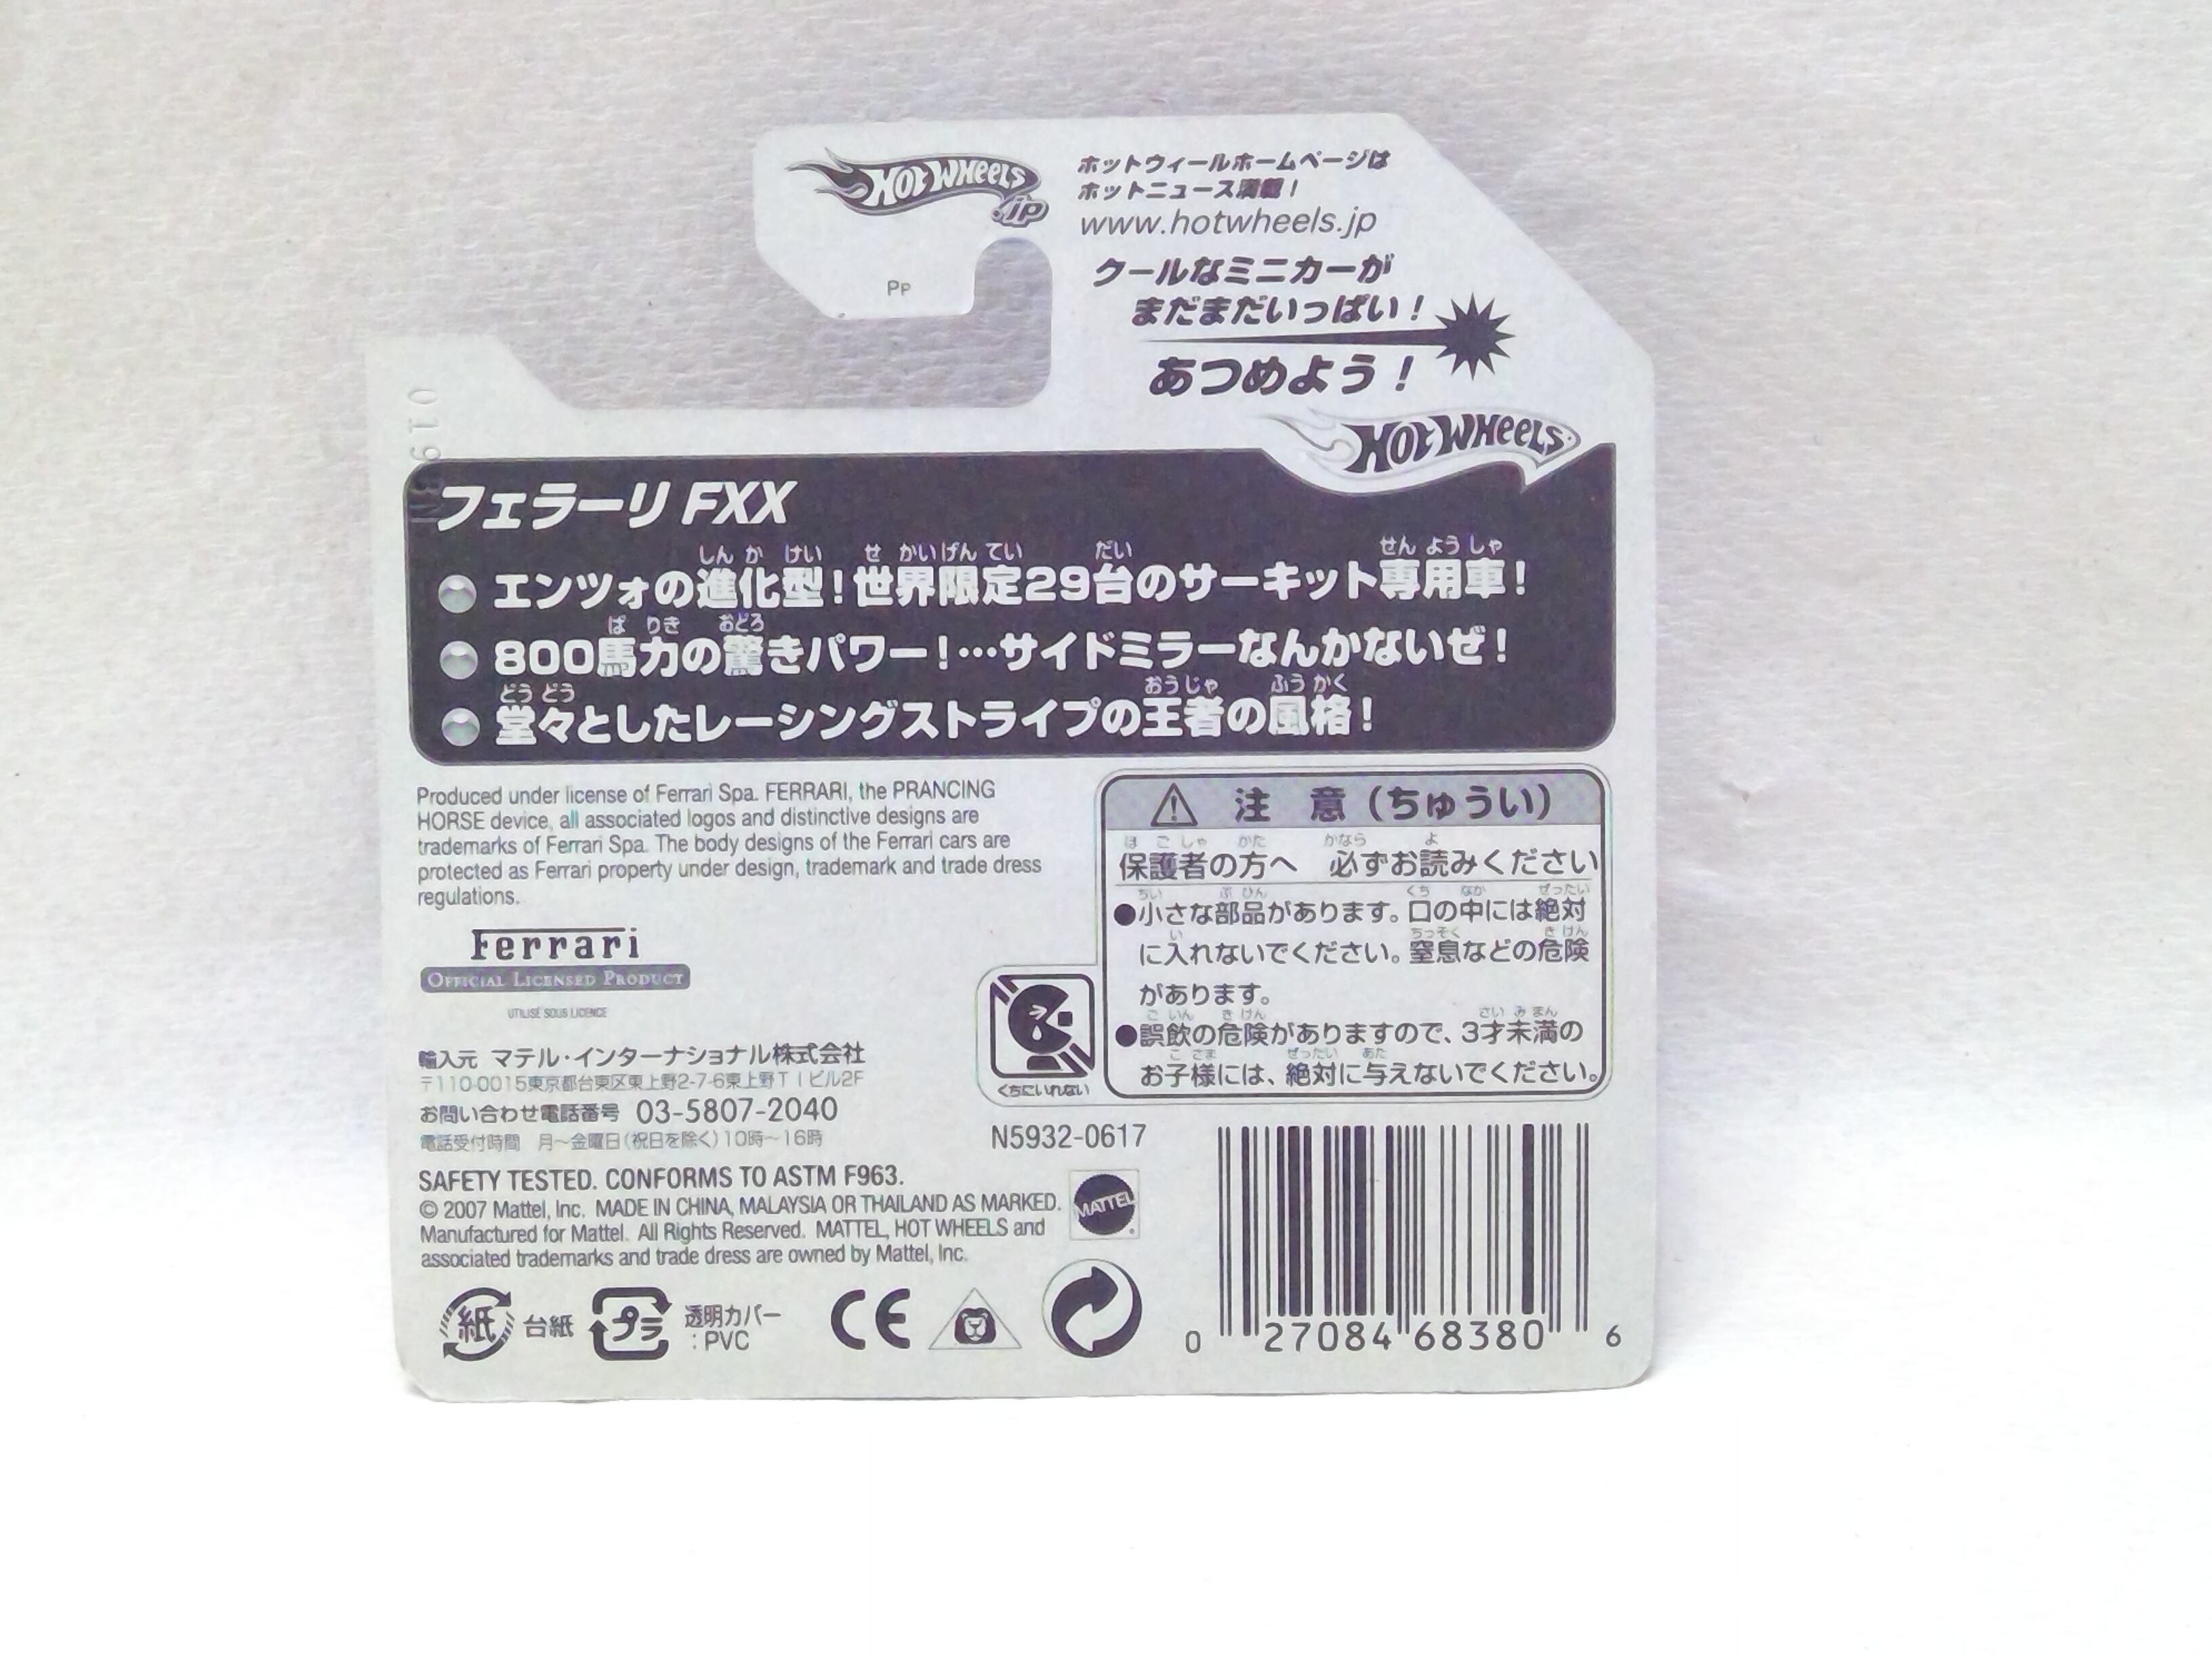 HOT WHEELS
.jp
ホットウィールホームページは
ホットニュース満載！
www.hotwheels.jp
PP
クールなミニカーが
まだまだいっぱい！
あつめよう！
HOT WHEELS
019
フェラーリ FXX
しん か けい せ かい げん てい だい せん よう しゃ
エンツォの進化型！世界限定29台のサーキット専用車！
ば りき おどろ
800馬力の驚きパワー！…サイドミラーなんかないぜ！
どう どう おう じゃ ふう かく
堂々としたレーシングストライプの王者の風格！
Produced under license of Ferrari Spa. FERRARI, the PRANCING
HORSE device, all associated logos and distinctive designs are
trademarks of Ferrari Spa. The body designs of the Ferrari cars are
protected as Ferrari property under design, trademark and trade dress
regulations.
Ferrari
OFFICIAL LICENSED PRODUCT
UTILISÉ SOUS LICENCE
注 意（ちゅうい）
ほ ご しゃ かた かなら よ
保護者の方へ 必ずお読みください
ちい ぶ ひん くち なか ぜったい
●小さな部品があります。口の中には絶対
い ちっそく き けん
に入れないでください。窒息などの危険
があります。
ご いん き けん さい み まん
●誤飲の危険がありますので、3才未満の
こ さま ぜったい あた
お子様には、絶対に与えないでください。
くちにいれない
輸入元 マテル・インターナショナル株式会社
〒110-0015東京都台東区東上野2-7-6東上野TIビル2F
お問い合わせ電話番号 03-5807-2040
電話受付時間 月〜金曜日(祝日を除く)10時〜16時
N5932-0617
SAFETY TESTED. CONFORMS TO ASTM F963.
© 2007 Mattel, Inc. MADE IN CHINA, MALAYSIA OR THAILAND AS MARKED.
Manufactured for Mattel. All Rights Reserved. MATTEL, HOT WHEELS and
associated trademarks and trade dress are owned by Mattel, Inc.
MATTEL
紙 台紙 プラ 透明カバー
:PVC
CE
0 27084 68380 6